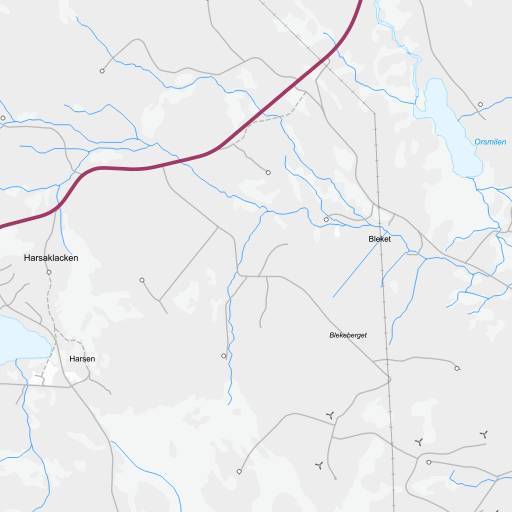 Orsmilen
Bleket
Harsaklacken
Blekeberget
Harsen